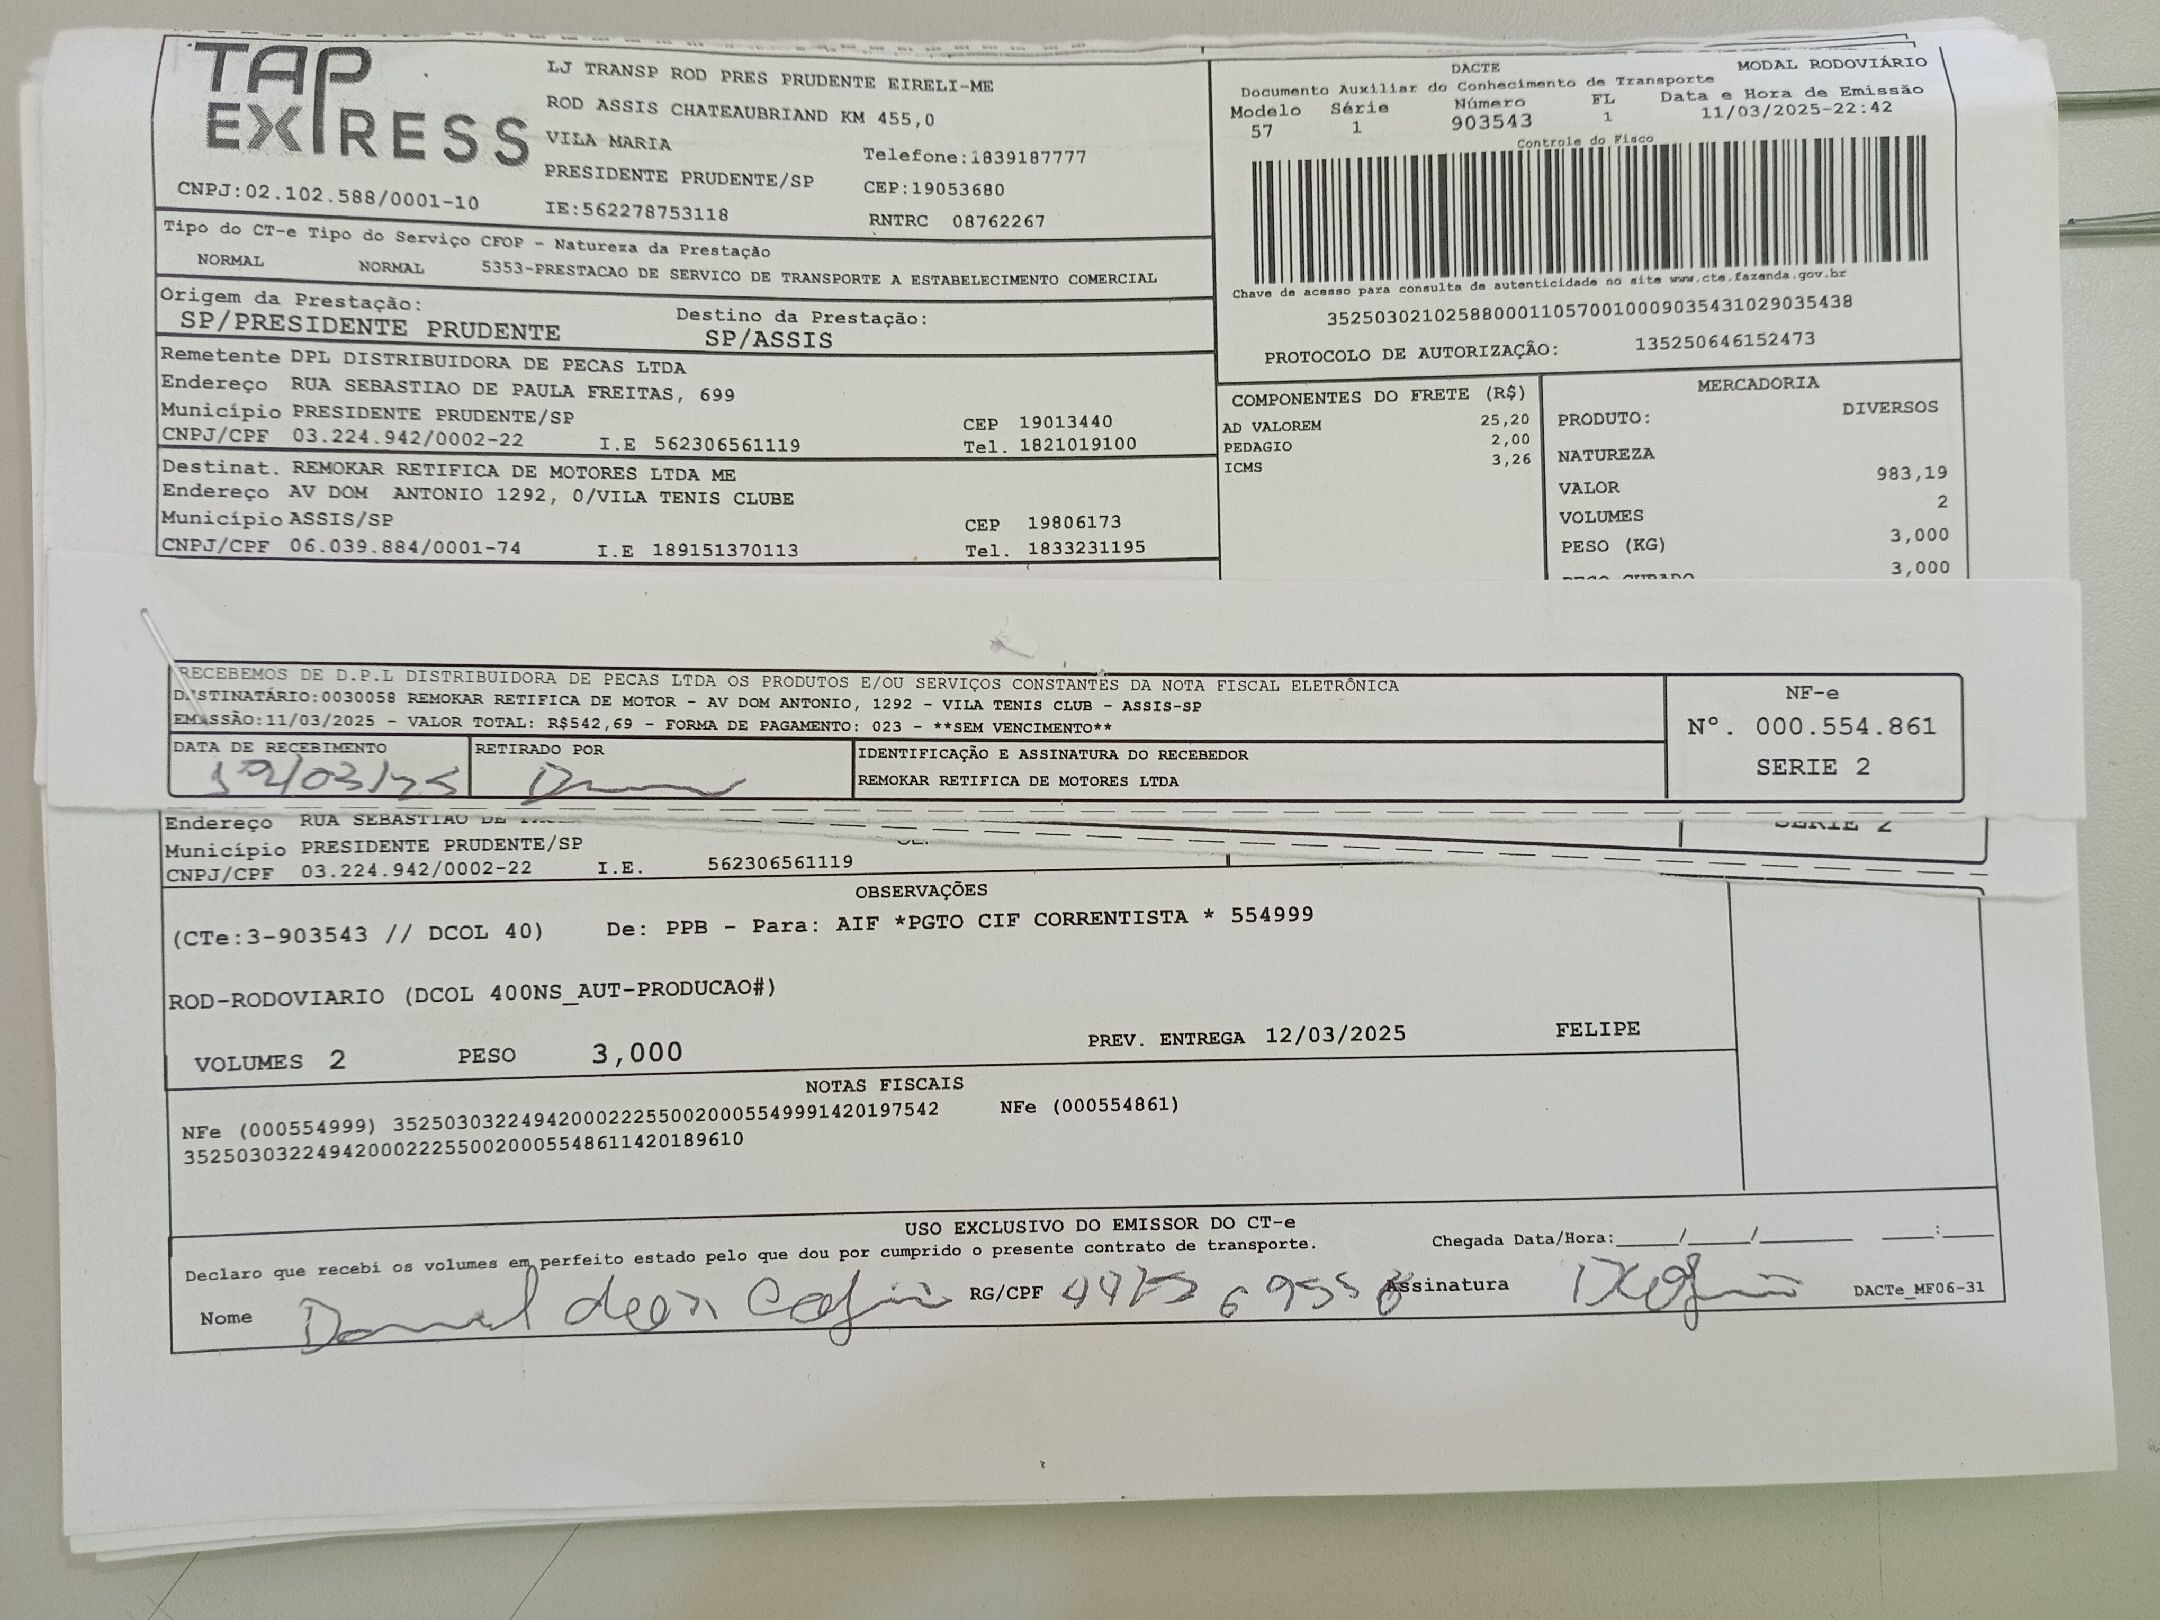 TAP EXPRESS
CNPJ:02.102.588/0001-10
LJ TRANSP ROD PRES PRUDENTE EIRELI-ME
ROD ASSIS CHATEAUBRIAND KM 455,0
VILA MARIA
Telefone:1839187777
PRESIDENTE PRUDENTE/SP
CEP:19053680
IE:562278753118
RNTRC 08762267
DACTE
MODAL RODOVIÁRIO
Documento Auxiliar do Conhecimento de Transporte
Modelo Série Número FL Data e Hora de Emissão
57 1 903543 1 11/03/2025-22:42
Controle do Fisco
Chave de acesso para consulta de autenticidade no site www.cte.fazenda.gov.br
35250302102588000110570010009035431029035438
PROTOCOLO DE AUTORIZAÇÃO: 135250646152473
Tipo do CT-e Tipo do Serviço CFOP - Natureza da Prestação
NORMAL NORMAL 5353-PRESTACAO DE SERVICO DE TRANSPORTE A ESTABELECIMENTO COMERCIAL
Origem da Prestação: Destino da Prestação:
SP/PRESIDENTE PRUDENTE SP/ASSIS
Remetente DPL DISTRIBUIDORA DE PECAS LTDA
Endereço RUA SEBASTIAO DE PAULA FREITAS, 699
Município PRESIDENTE PRUDENTE/SP CEP 19013440
CNPJ/CPF 03.224.942/0002-22 I.E 562306561119 Tel. 1821019100
Destinat. REMOKAR RETIFICA DE MOTORES LTDA ME
Endereço AV DOM ANTONIO 1292, 0/VILA TENIS CLUBE
Município ASSIS/SP CEP 19806173
CNPJ/CPF 06.039.884/0001-74 I.E 189151370113 Tel. 1833231195
COMPONENTES DO FRETE (R$)
AD VALOREM 25,20
PEDAGIO 2,00
ICMS 3,26
MERCADORIA
PRODUTO: DIVERSOS
NATUREZA
VALOR 983,19
VOLUMES 2
PESO (KG) 3,000
3,000
RECEBEMOS DE D.P.L DISTRIBUIDORA DE PECAS LTDA OS PRODUTOS E/OU SERVIÇOS CONSTANTES DA NOTA FISCAL ELETRÔNICA
DESTINATÁRIO:0030058 REMOKAR RETIFICA DE MOTOR - AV DOM ANTONIO, 1292 - VILA TENIS CLUB - ASSIS-SP
EMISSÃO:11/03/2025 - VALOR TOTAL: R$542,69 - FORMA DE PAGAMENTO: 023 - **SEM VENCIMENTO**
DATA DE RECEBIMENTO RETIRADO POR IDENTIFICAÇÃO E ASSINATURA DO RECEBEDOR
12/03/25
REMOKAR RETIFICA DE MOTORES LTDA
NF-e
Nº. 000.554.861
SERIE 2
SERIE 2
Endereço RUA SEBASTIAO DE
Município PRESIDENTE PRUDENTE/SP
CNPJ/CPF 03.224.942/0002-22 I.E. 562306561119
OBSERVAÇÕES
(CTe:3-903543 // DCOL 40) De: PPB - Para: AIF *PGTO CIF CORRENTISTA * 554999
ROD-RODOVIARIO (DCOL 400NS_AUT-PRODUCAO#)
VOLUMES 2 PESO 3,000 PREV. ENTREGA 12/03/2025 FELIPE
NOTAS FISCAIS
NFe (000554999) 35250303224942000222550020005549991420197542 NFe (000554861)
35250303224942000222550020005548611420189610
USO EXCLUSIVO DO EMISSOR DO CT-e
Declaro que recebi os volumes em perfeito estado pelo que dou por cumprido o presente contrato de transporte.
Chegada Data/Hora:_____/_____/________ ____:____
Nome RG/CPF Assinatura DACTe_MF06-31